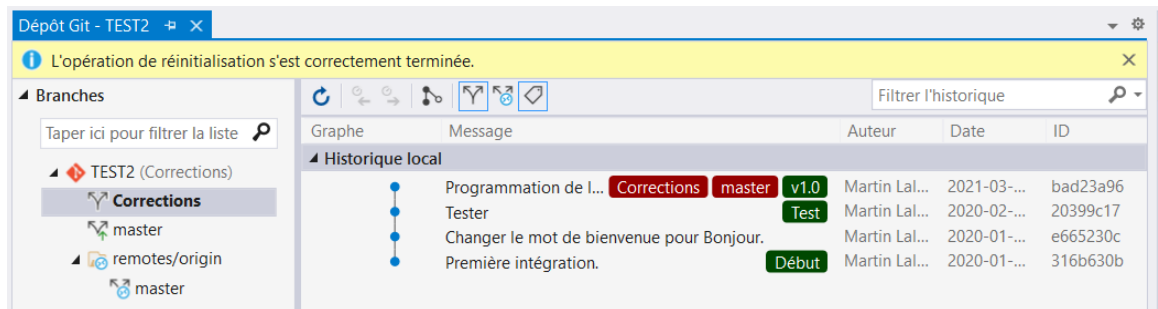 Dépôt Git - TEST2
L'opération de réinitialisation s'est correctement terminée.
Branches
Taper ici pour filtrer la liste
TEST2 (Corrections)
Corrections
master
remotes/origin
master
Filtrer l'historique
Graphe Message Auteur Date ID
Historique local
Programmation de l... Corrections master v1.0 Martin Lal... 2021-03-... bad23a96
Tester Test Martin Lal... 2020-02-... 20399c17
Changer le mot de bienvenue pour Bonjour. Martin Lal... 2020-01-... e665230c
Première intégration. Début Martin Lal... 2020-01-... 316b630b